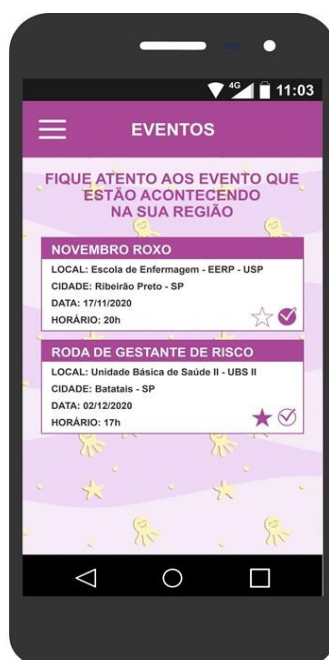 4G 11:03
EVENTOS
FIQUE ATENTO AOS EVENTO QUE
ESTÃO ACONTECENDO
NA SUA REGIÃO
NOVEMBRO ROXO
LOCAL: Escola de Enfermagem - EERP - USP
CIDADE: Ribeirão Preto - SP
DATA: 17/11/2020
HORÁRIO: 20h
RODA DE GESTANTE DE RISCO
LOCAL: Unidade Básica de Saúde II - UBS II
CIDADE: Batatais - SP
DATA: 02/12/2020
HORÁRIO: 17h